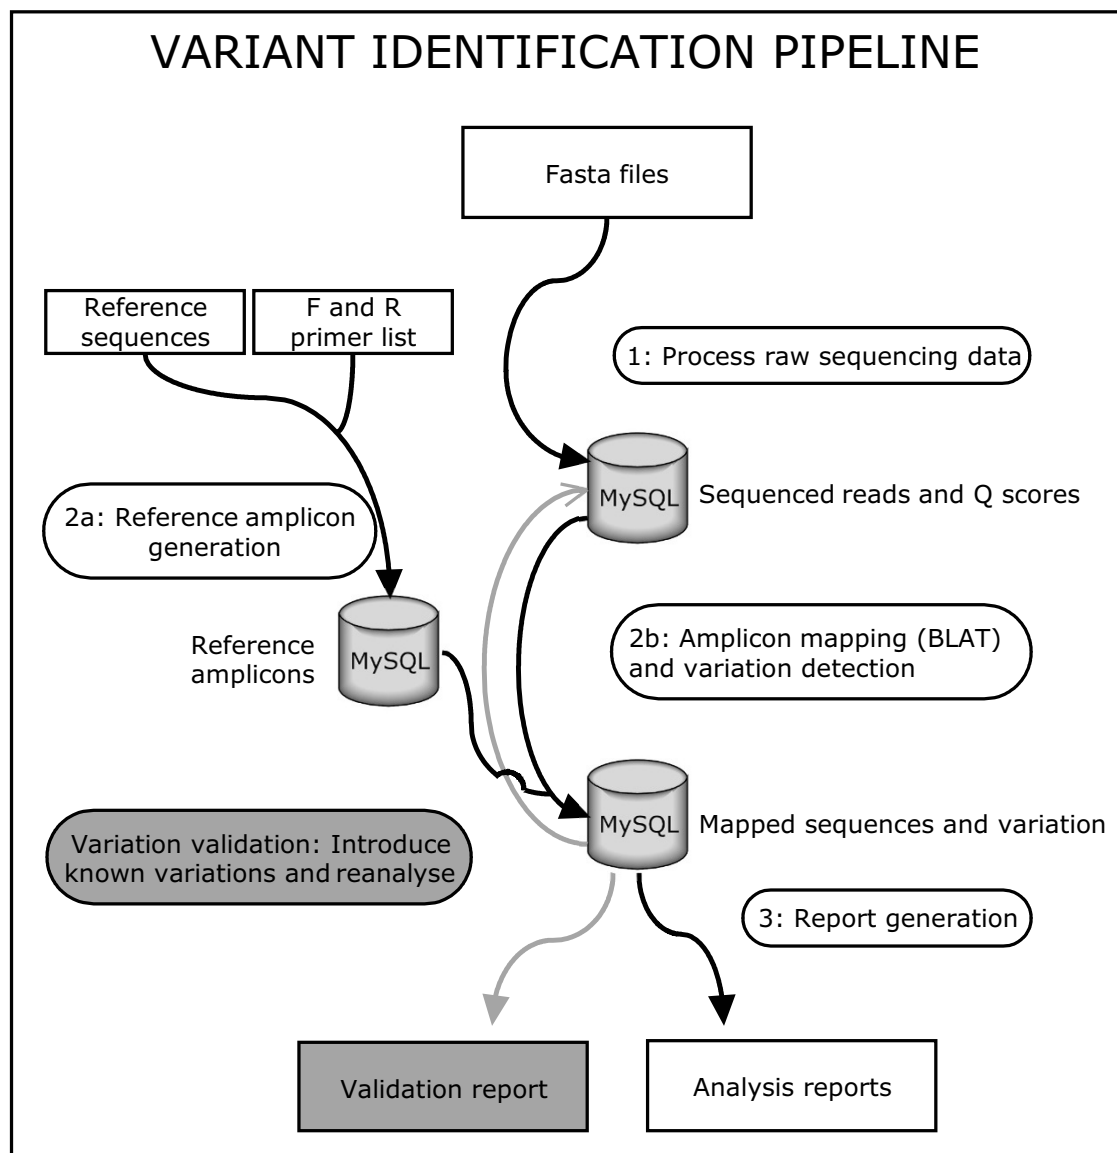 VARIANT IDENTIFICATION PIPELINE
Fasta files
Reference
sequences
F and R
primer list
1: Process raw sequencing data
MySQL
Sequenced reads and Q scores
2a: Reference amplicon
generation
Reference
amplicons
MySQL
2b: Amplicon mapping (BLAT)
and variation detection
MySQL
Mapped sequences and variation
Variation validation: Introduce
known variations and reanalyse
3: Report generation
Validation report
Analysis reports